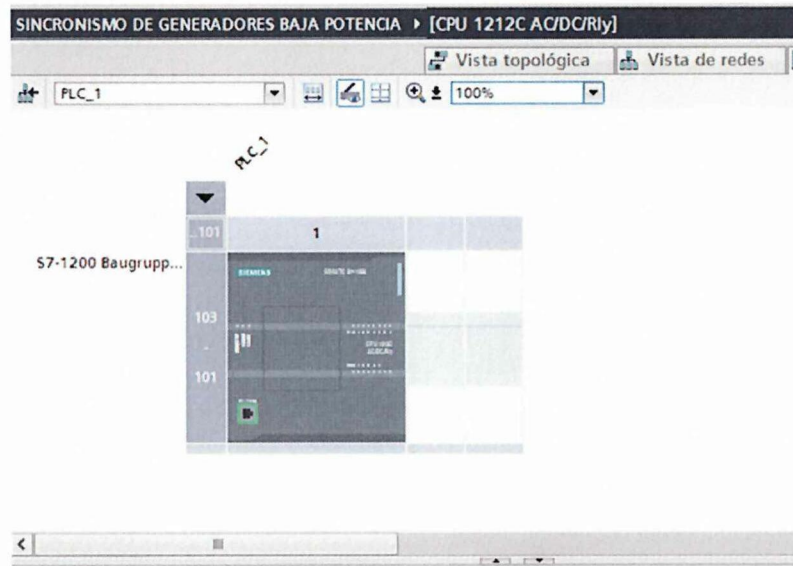 SINCRONISMO DE GENERADORES BAJA POTENCIA ▸ [CPU 1212C AC/DC/Rly]
Vista topológica Vista de redes
PLC_1 100%
PLC_1
101 1
S7-1200 Baugrupp...
SIEMENS
103
101